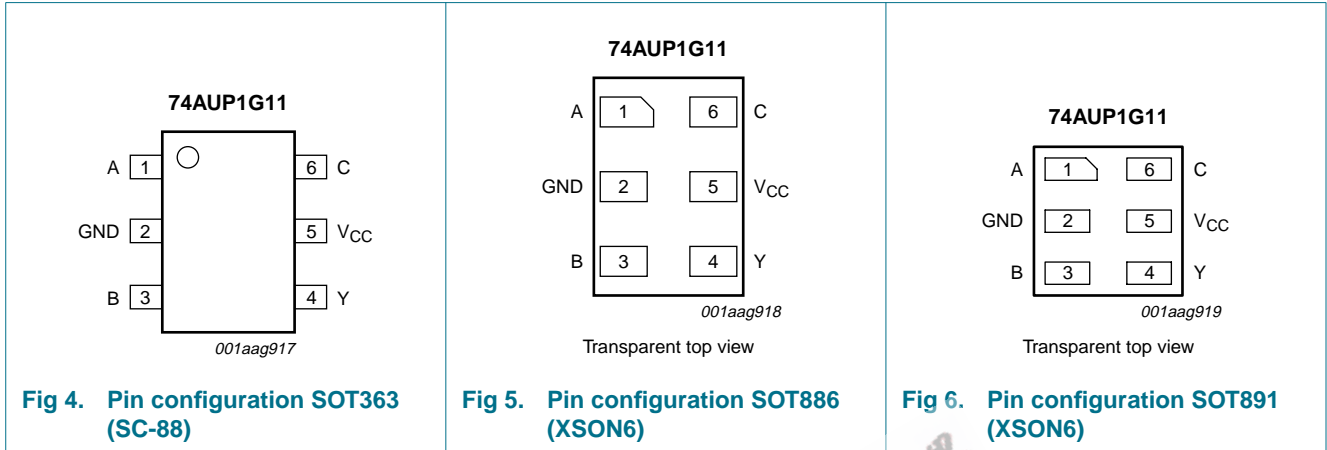 74AUP1G11
A 1 6 C
GND 2 5 VCC
B 3 4 Y
001aag917
Fig 4. Pin configuration SOT363
(SC-88)
74AUP1G11
A 1 6 C
GND 2 5 VCC
B 3 4 Y
001aag918
Transparent top view
Fig 5. Pin configuration SOT886
(XSON6)
74AUP1G11
A 1 6 C
GND 2 5 VCC
B 3 4 Y
001aag919
Transparent top view
Fig 6. Pin configuration SOT891
(XSON6)